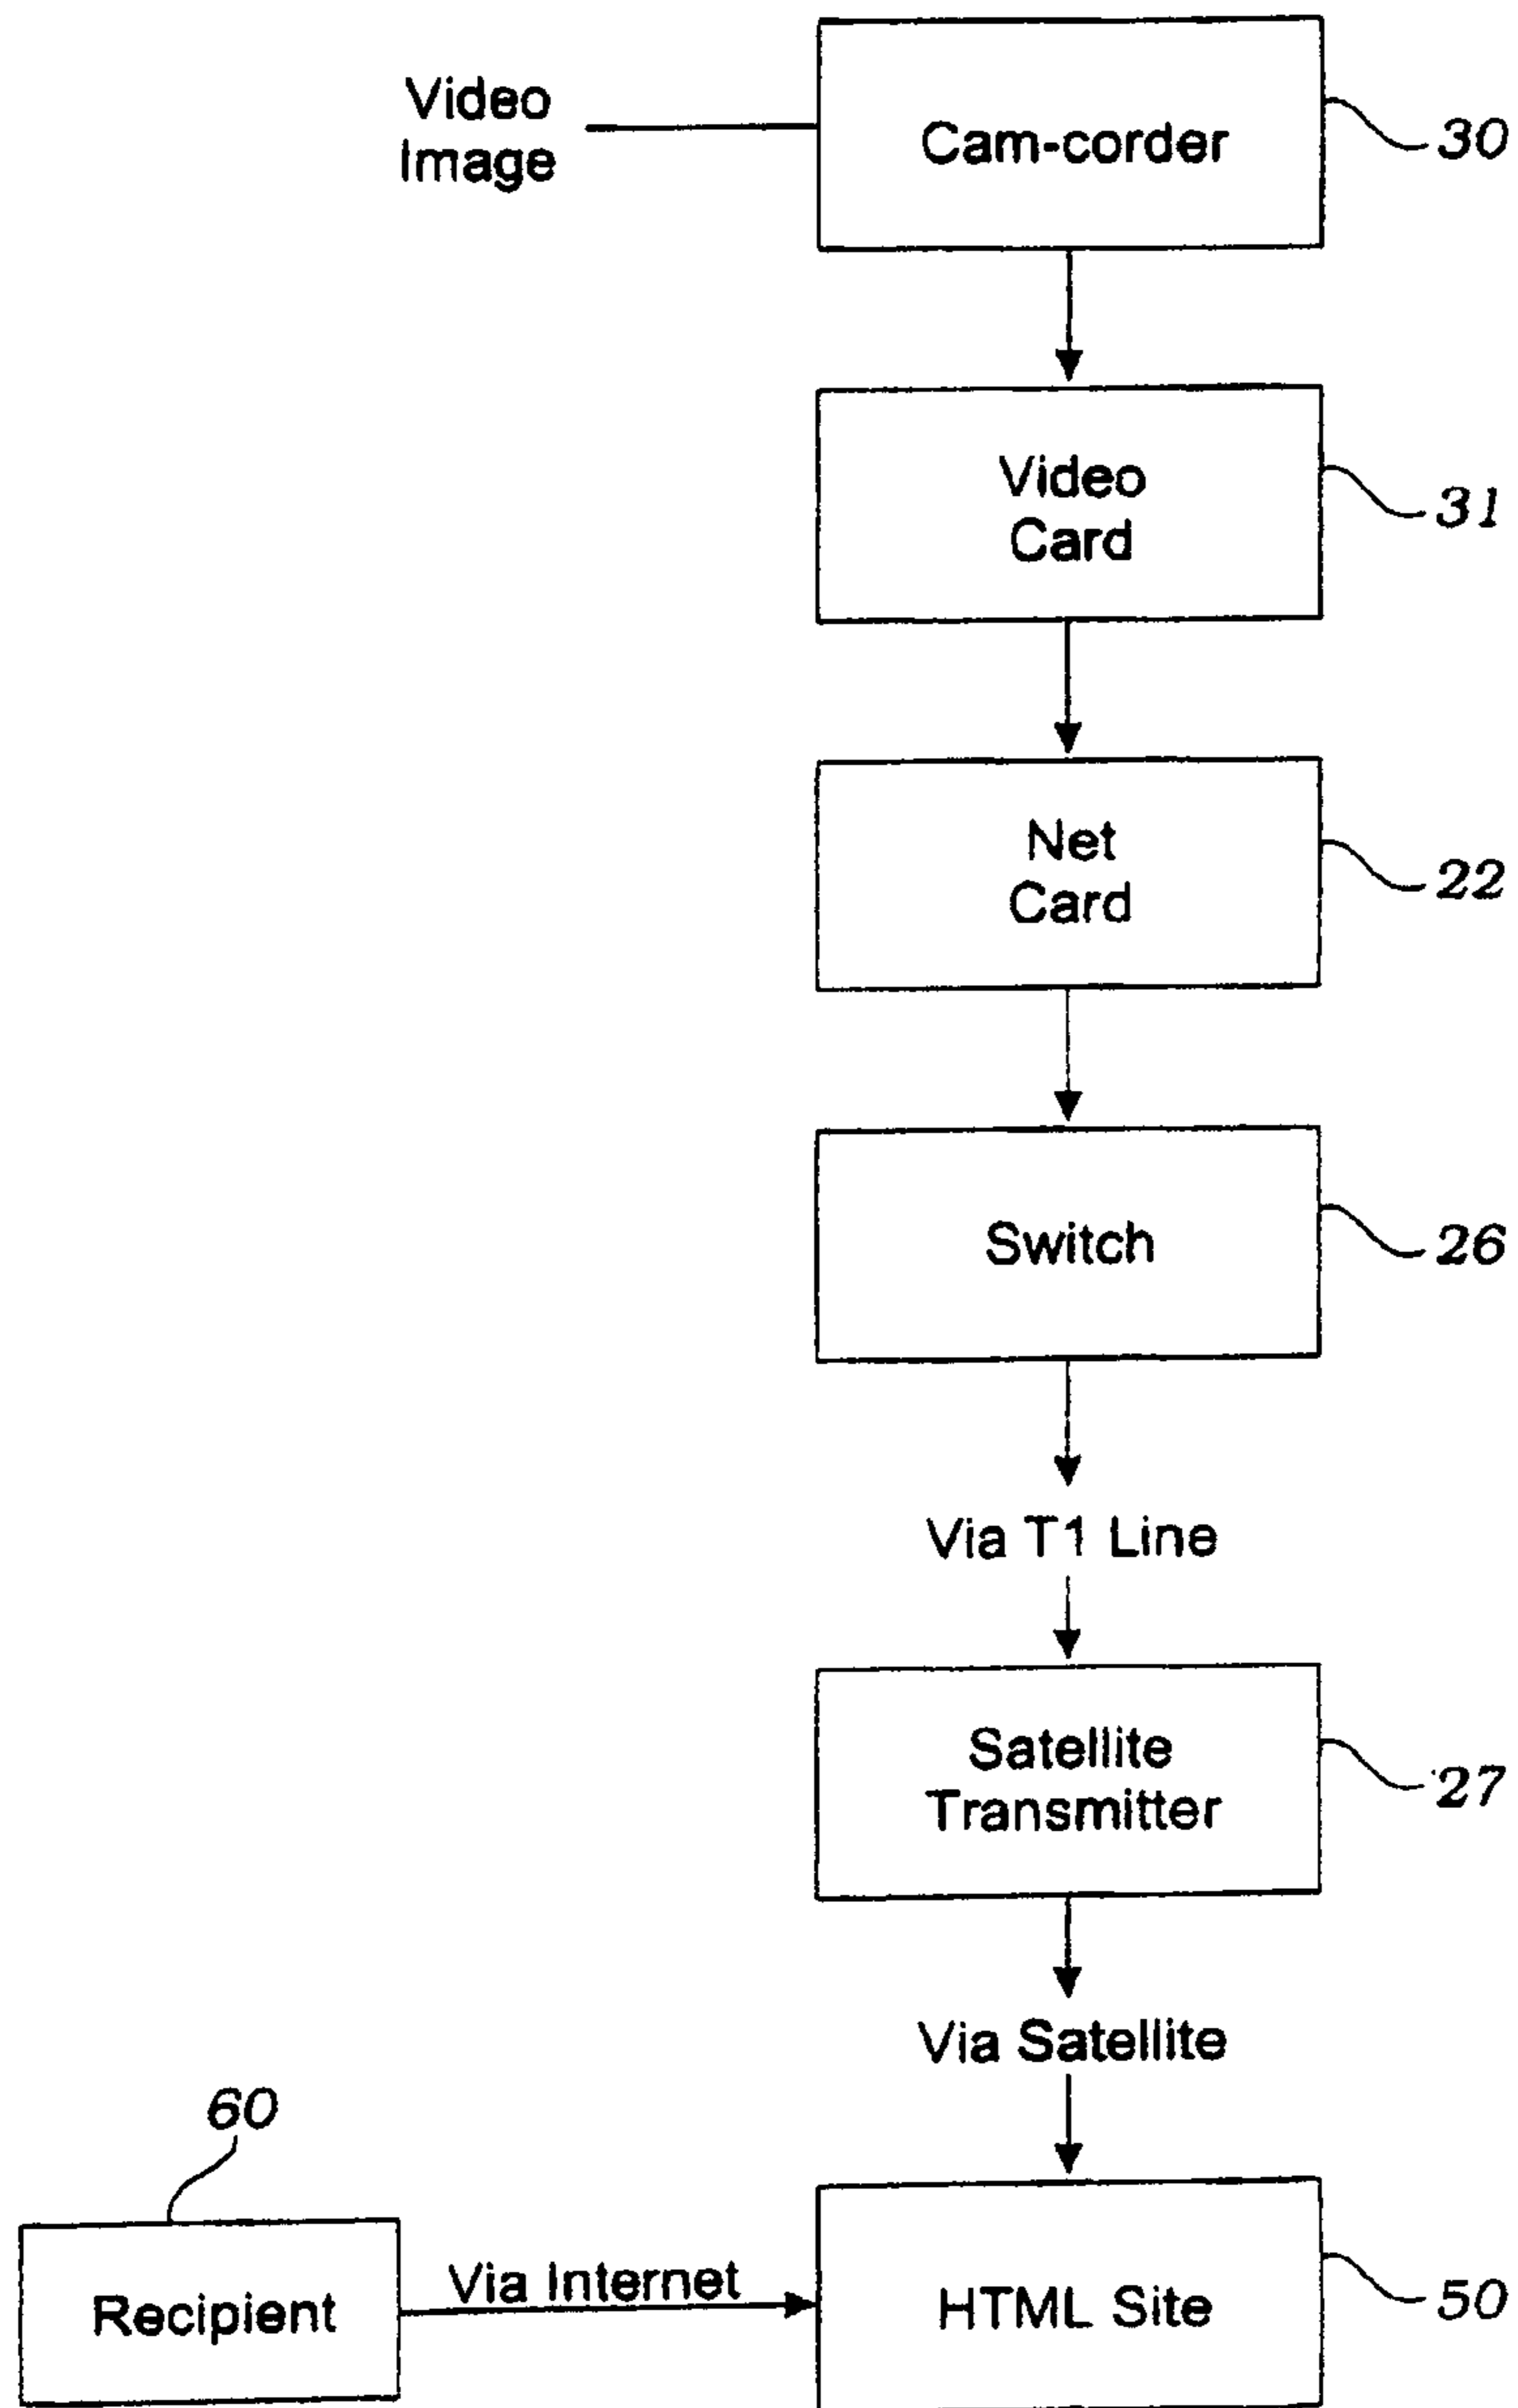 Video
Image
Cam-corder
30
Video
Card
31
Net
Card
22
Switch
26
Via T1 Line
Satellite
Transmitter
27
Via Satellite
60
Recipient
Via Internet
HTML Site
50